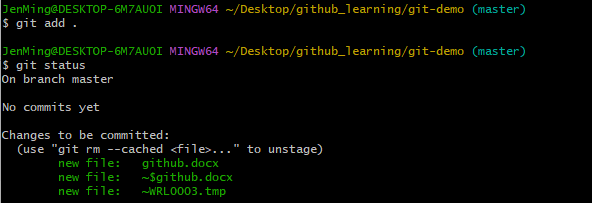 JenMing@DESKTOP-6M7AUOI MINGW64 ~/Desktop/github_learning/git-demo (master)
$ git add .
JenMing@DESKTOP-6M7AUOI MINGW64 ~/Desktop/github_learning/git-demo (master)
$ git status
On branch master
No commits yet
Changes to be committed:
(use "git rm --cached <file>..." to unstage)
new file: github.docx
new file: ~$github.docx
new file: ~WRL0003.tmp